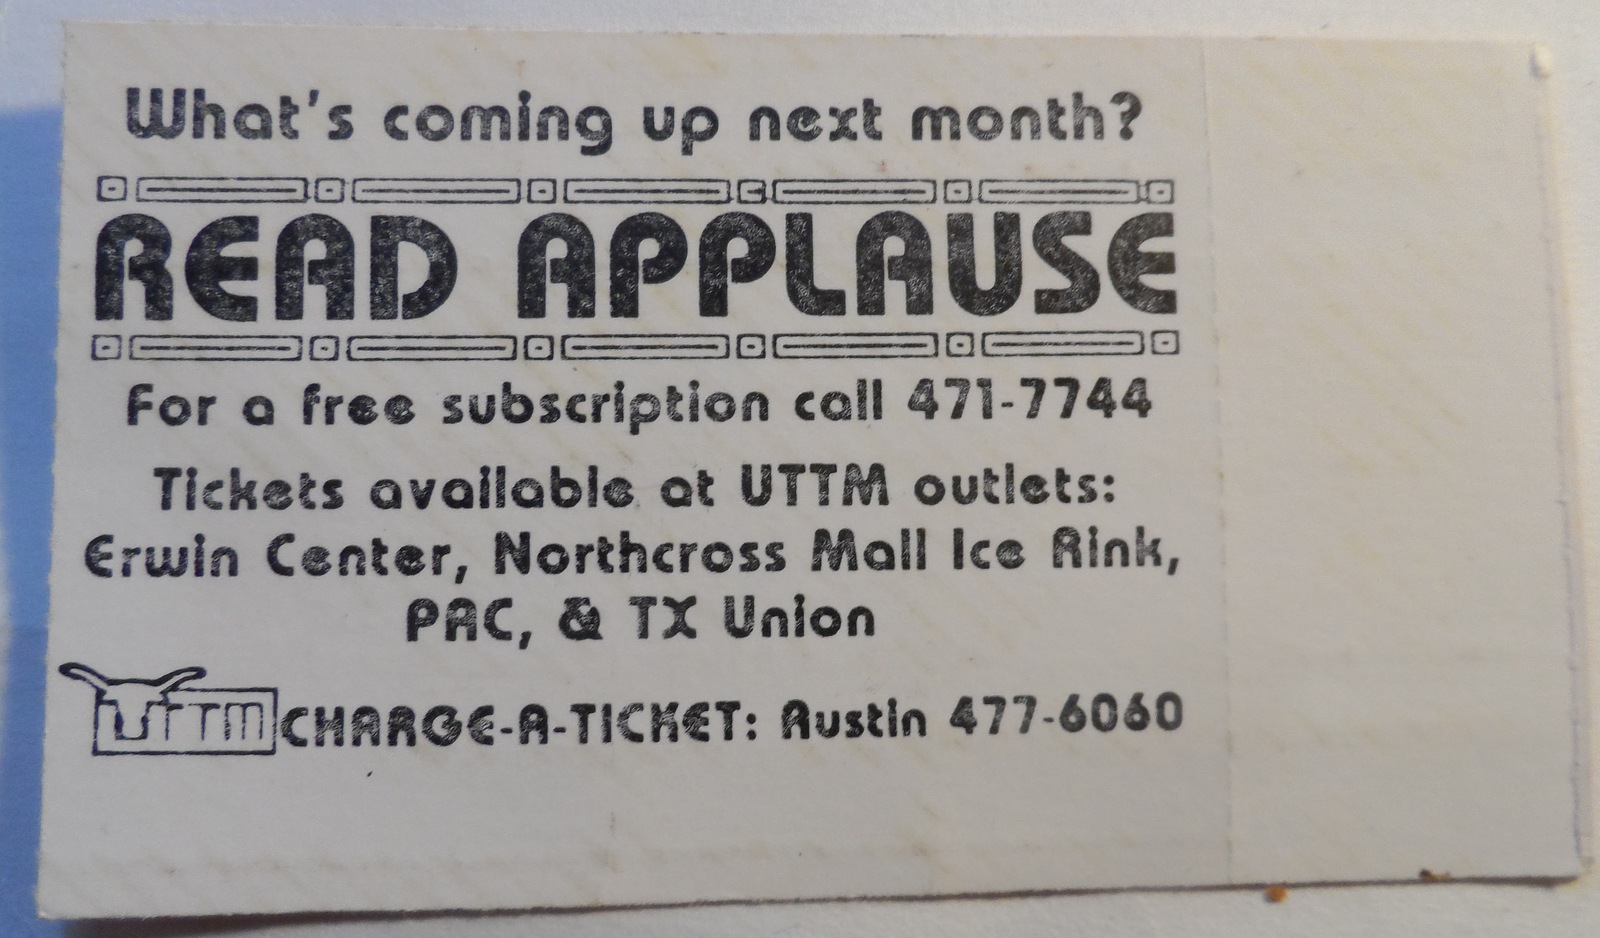 What's coming up next month?
READ APPLAUSE
For a free subscription call 471-7744
Tickets available at UTTM outlets:
Erwin Center, Northcross Mall Ice Rink,
PAC, & TX Union
UTTM CHARGE-A-TICKET: Austin 477-6060